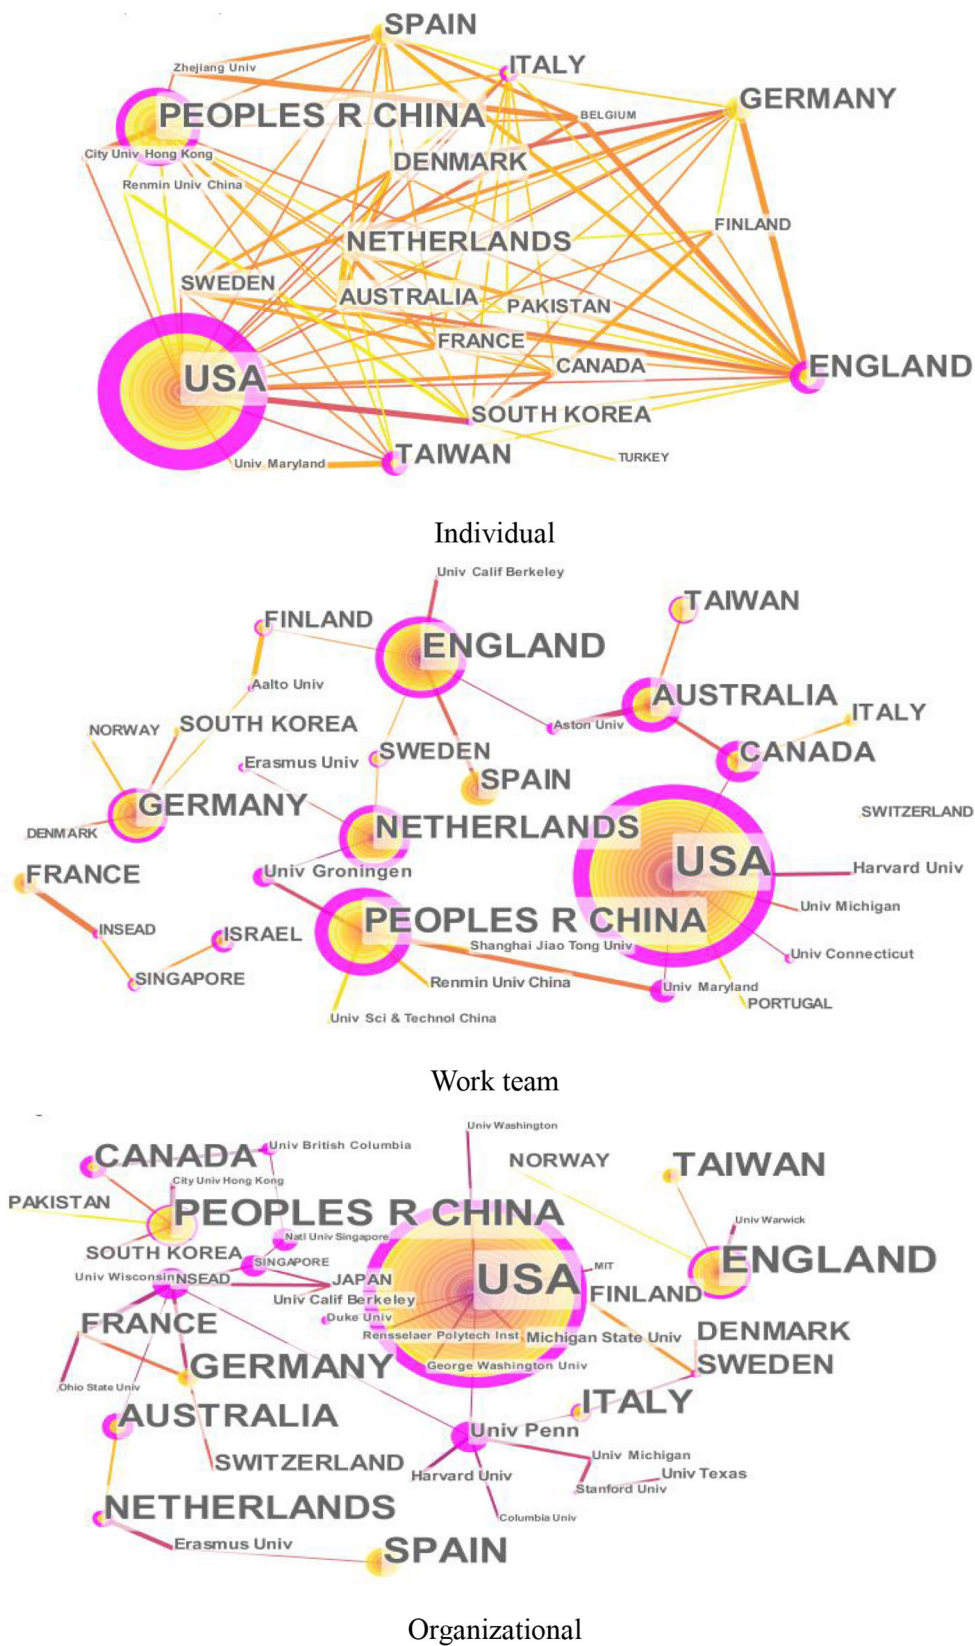 SPAIN
ITALY
Zhejiang Univ
GERMANY
PEOPLES R CHINA
BELGIUM
City Univ Hong Kong
DENMARK
Renmin Univ China
FINLAND
NETHERLANDS
SWEDEN
AUSTRALIA
PAKISTAN
FRANCE
CANADA
ENGLAND
USA
SOUTH KOREA
TAIWAN
TURKEY
Univ Maryland
Individual
Univ Calif Berkeley
TAIWAN
FINLAND
ENGLAND
Aalto Univ
AUSTRALIA
ITALY
NORWAY
SOUTH KOREA
Aston Univ
SWEDEN
CANADA
Erasmus Univ
SPAIN
GERMANY
SWITZERLAND
DENMARK
NETHERLANDS
USA
FRANCE
Univ Groningen
Harvard Univ
Univ Michigan
PEOPLES R CHINA
INSEAD
ISRAEL
Shanghai Jiao Tong Univ
Univ Connecticut
SINGAPORE
Renmin Univ China
Univ Maryland
PORTUGAL
Univ Sci & Technol China
Work team
Univ Washington
CANADA
Univ British Columbia
NORWAY
TAIWAN
City Univ Hong Kong
PAKISTAN
PEOPLES R CHINA
Univ Warwick
Natl Univ Singapore
SOUTH KOREA
SINGAPORE
ENGLAND
MIT
Univ Wisconsin
NSEAD
JAPAN
USA
FINLAND
Univ Calif Berkeley
Duke Univ
FRANCE
Rensselaer Polytech Inst
Michigan State Univ
DENMARK
GERMANY
George Washington Univ
SWEDEN
Ohio State Univ
ITALY
AUSTRALIA
Univ Penn
SWITZERLAND
Univ Michigan
Harvard Univ
Univ Texas
Stanford Univ
NETHERLANDS
Columbia Univ
Erasmus Univ
SPAIN
Organizational